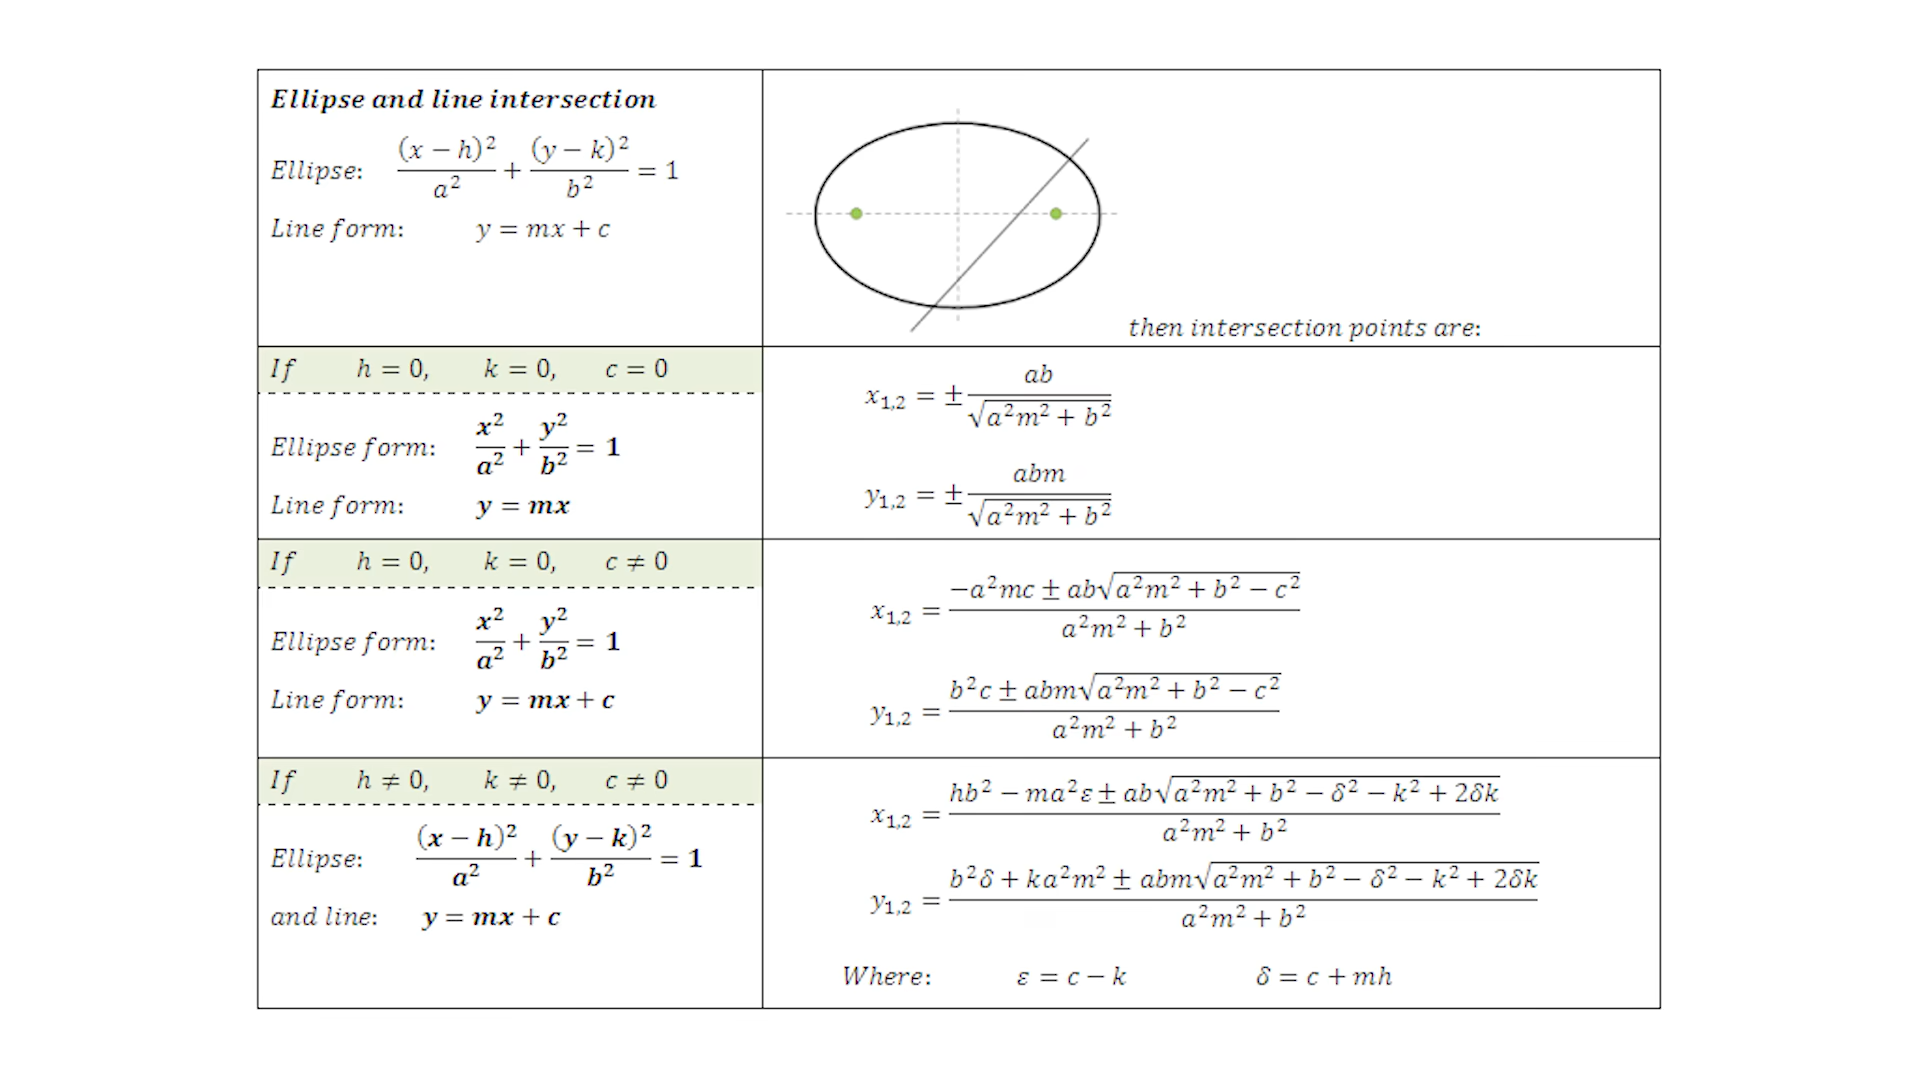 Ellipse and line intersection
Ellipse: (x − h)²/a² + (y − k)²/b² = 1
Line form: y = mx + c
then intersection points are:
If h = 0, k = 0, c = 0
Ellipse form: x²/a² + y²/b² = 1
Line form: y = mx
x₁,₂ = ± ab/√(a²m² + b²)
y₁,₂ = ± abm/√(a²m² + b²)
If h = 0, k = 0, c ≠ 0
Ellipse form: x²/a² + y²/b² = 1
Line form: y = mx + c
x₁,₂ = (−a²mc ± ab√(a²m² + b² − c²))/(a²m² + b²)
y₁,₂ = (b²c ± abm√(a²m² + b² − c²))/(a²m² + b²)
If h ≠ 0, k ≠ 0, c ≠ 0
Ellipse: (x − h)²/a² + (y − k)²/b² = 1
and line: y = mx + c
x₁,₂ = (hb² − ma²ε ± ab√(a²m² + b² − δ² − k² + 2δk))/(a²m² + b²)
y₁,₂ = (b²δ + ka²m² ± abm√(a²m² + b² − δ² − k² + 2δk))/(a²m² + b²)
Where: ε = c − k δ = c + mh